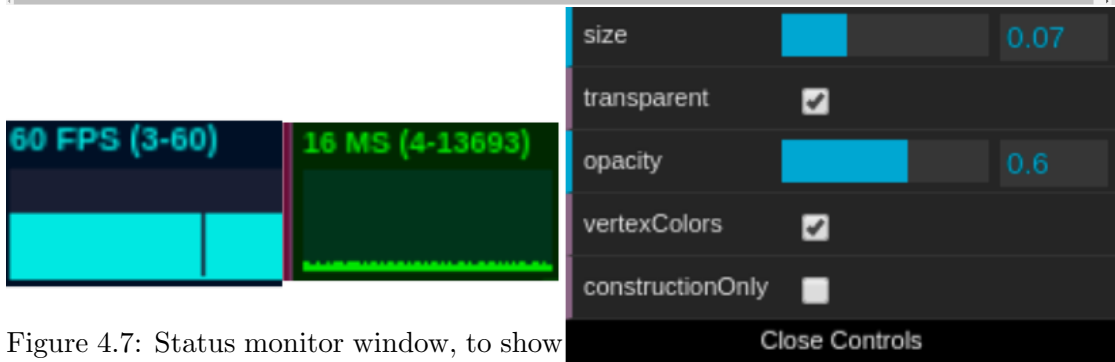 60 FPS (3-60)
16 MS (4-13693)
Figure 4.7: Status monitor window, to show
size 0.07
transparent
opacity 0.6
vertexColors
constructionOnly
Close Controls